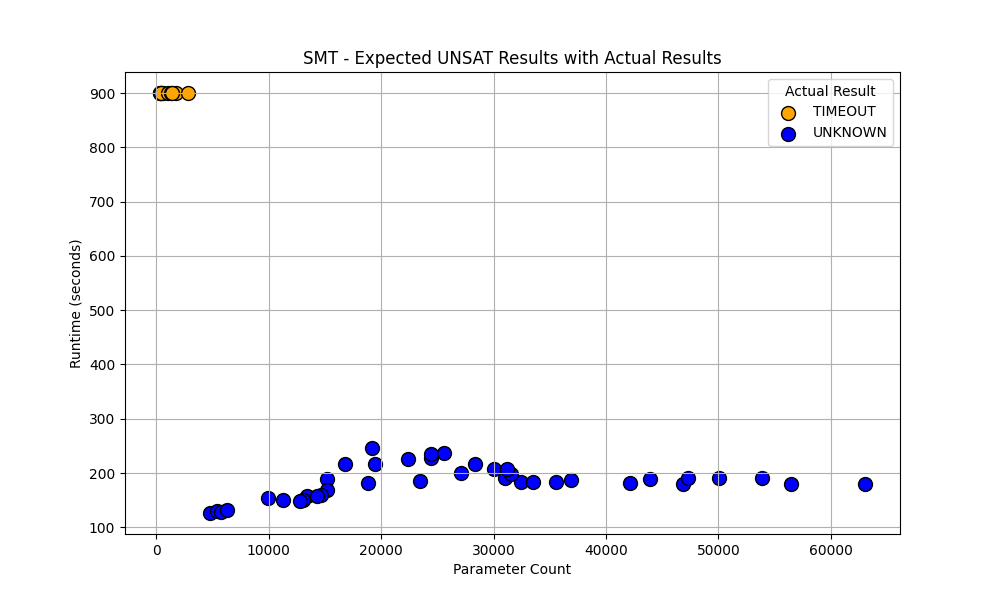 SMT - Expected UNSAT Results with Actual Results
Actual Result
TIMEOUT
UNKNOWN
Runtime (seconds)
900
800
700
600
500
400
300
200
100
0 10000 20000 30000 40000 50000 60000
Parameter Count